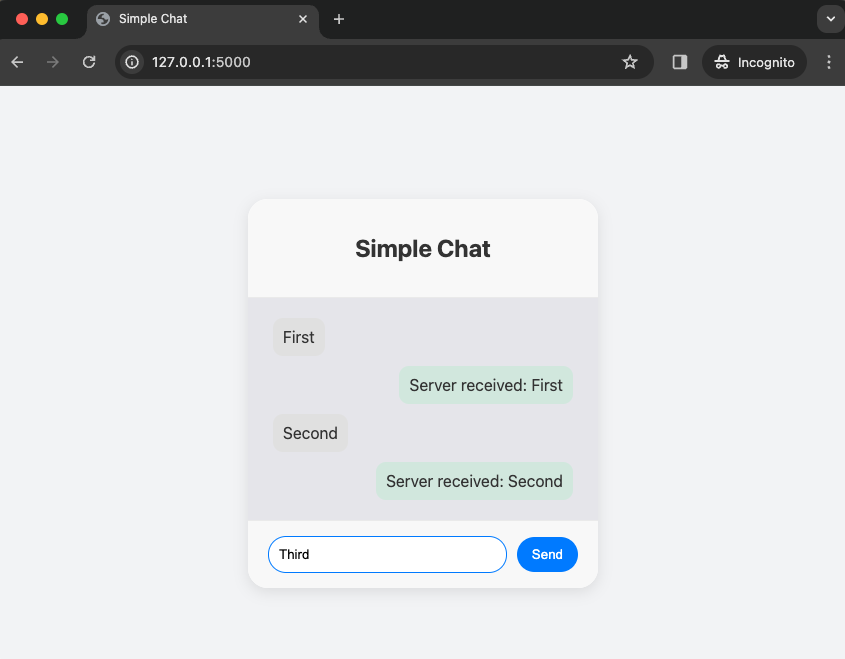 Simple Chat
127.0.0.1:5000
Incognito
Simple Chat
First
Server received: First
Second
Server received: Second
Third
Send